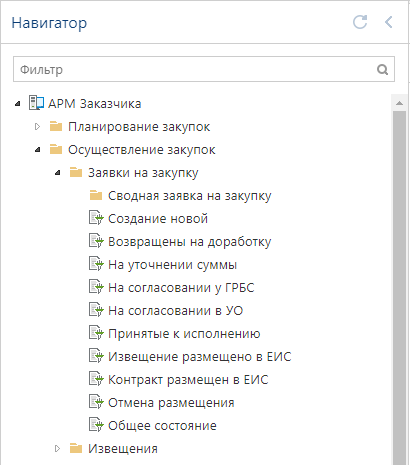 Навигатор
Фильтр
АРМ Заказчика
Планирование закупок
Осуществление закупок
Заявки на закупку
Сводная заявка на закупку
Создание новой
Возвращены на доработку
На уточнении суммы
На согласовании у ГРБС
На согласовании в УО
Принятые к исполнению
Извещение размещено в ЕИС
Контракт размещен в ЕИС
Отмена размещения
Общее состояние
Извещения